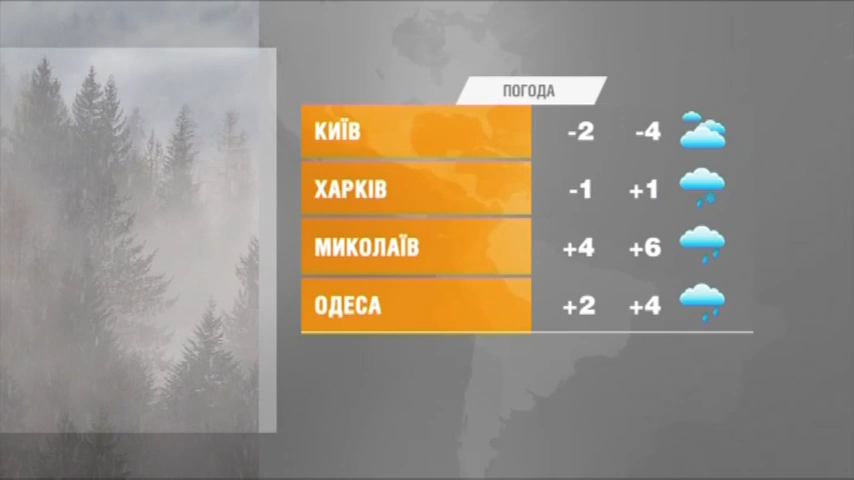 ПОГОДА
КИЇВ -2 -4
ХАРКІВ -1 +1
МИКОЛАЇВ +4 +6
ОДЕСА +2 +4